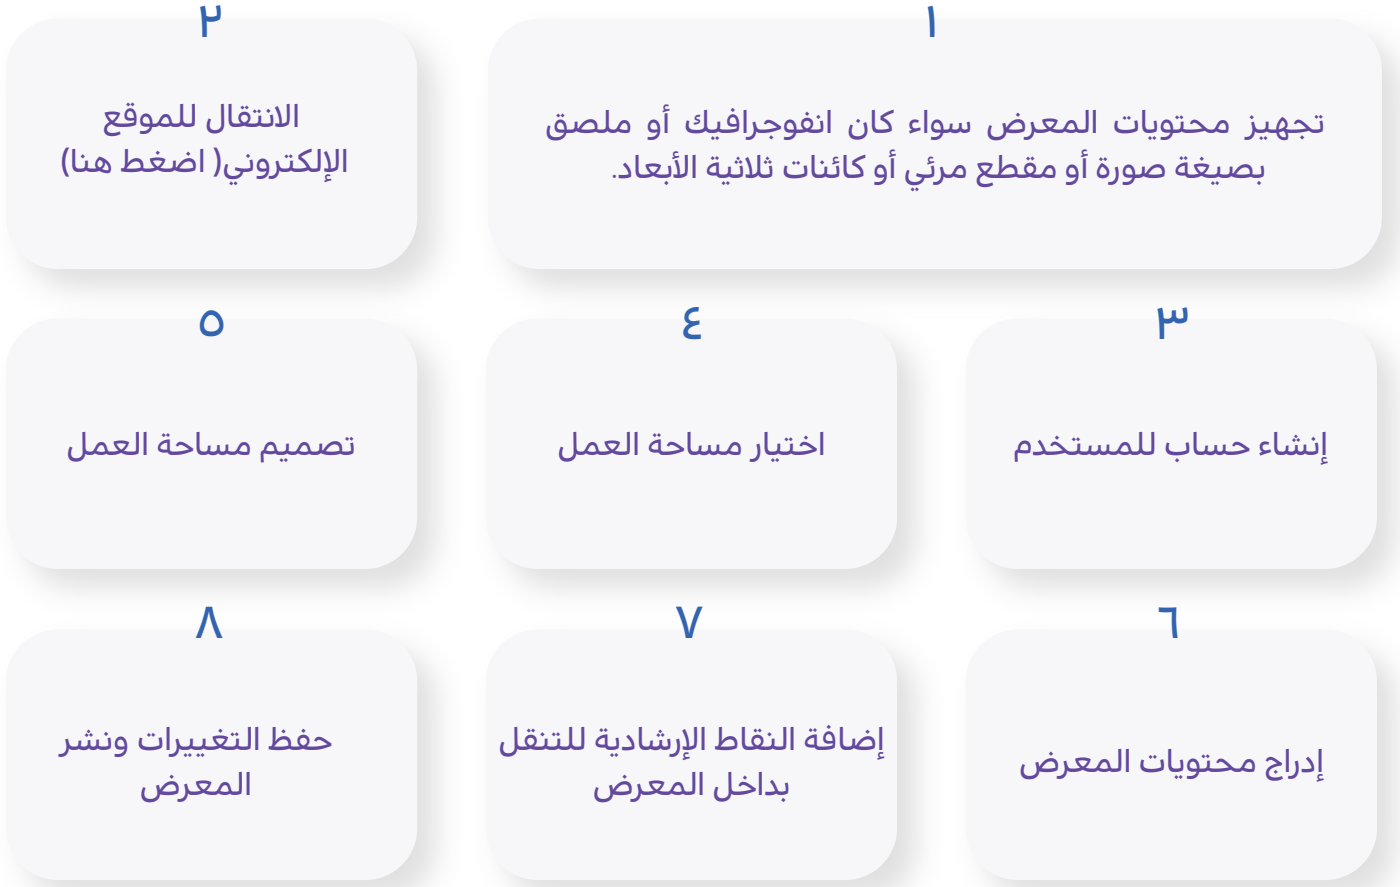 ١
تجهيز محتويات المعرض سواء كان انفوجرافيك أو ملصق
بصيغة صورة أو مقطع مرئي أو كائنات ثلاثية الأبعاد.
٢
الانتقال للموقع
الإلكتروني( اضغط هنا)
٣
إنشاء حساب للمستخدم
٤
اختيار مساحة العمل
٥
تصميم مساحة العمل
٦
إدراج محتويات المعرض
٧
إضافة النقاط الإرشادية للتنقل
بداخل المعرض
٨
حفظ التغييرات ونشر
المعرض